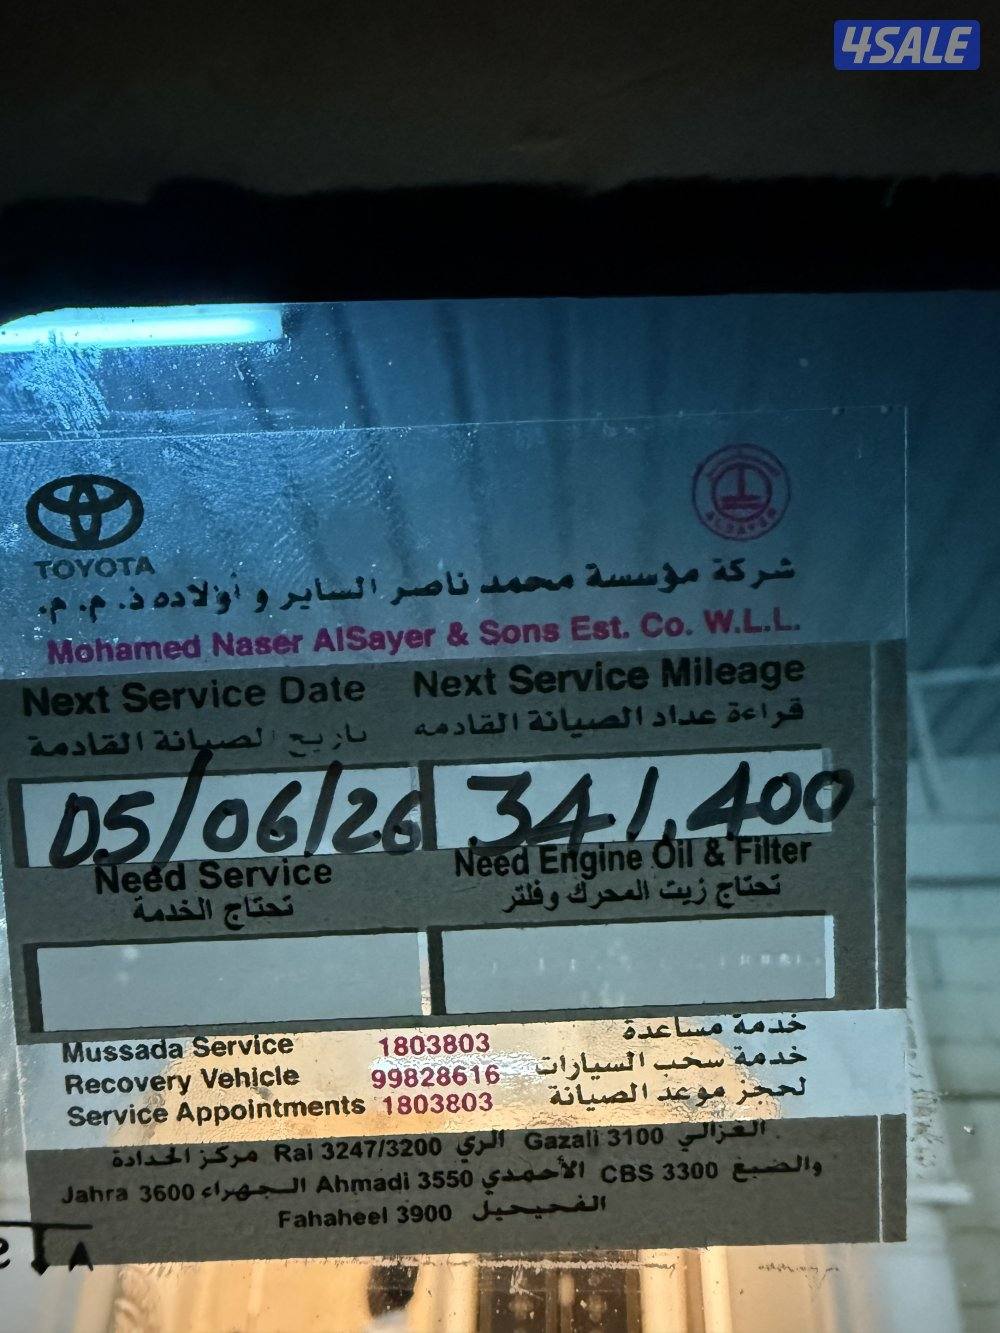 4SALE
TOYOTA
ALSAYER
شركة مؤسسة محمد ناصر الساير و أولاده ذ. م. م.
Mohamed Naser AlSayer & Sons Est. Co. W.L.L.
Next Service Date Next Service Mileage
تاريخ الصيانة القادمة قراءة عداد الصيانة القادمه
05/06/26 341,400
Need Service Need Engine Oil & Filter
تحتاج الخدمة تحتاج زيت المحرك وفلتر
Mussada Service 1803803 خدمة مساعدة
Recovery Vehicle 99828616 خدمة سحب السيارات
Service Appointments 1803803 لحجز موعد الصيانة
مركز الحدادة Rai 3247/3200 الري Gazali 3100 الغزالي
Jahra 3600 الجهراء Ahmadi 3550 الأحمدي CBS 3300 والصبغ
Fahaheel 3900 الفحيحيل
A